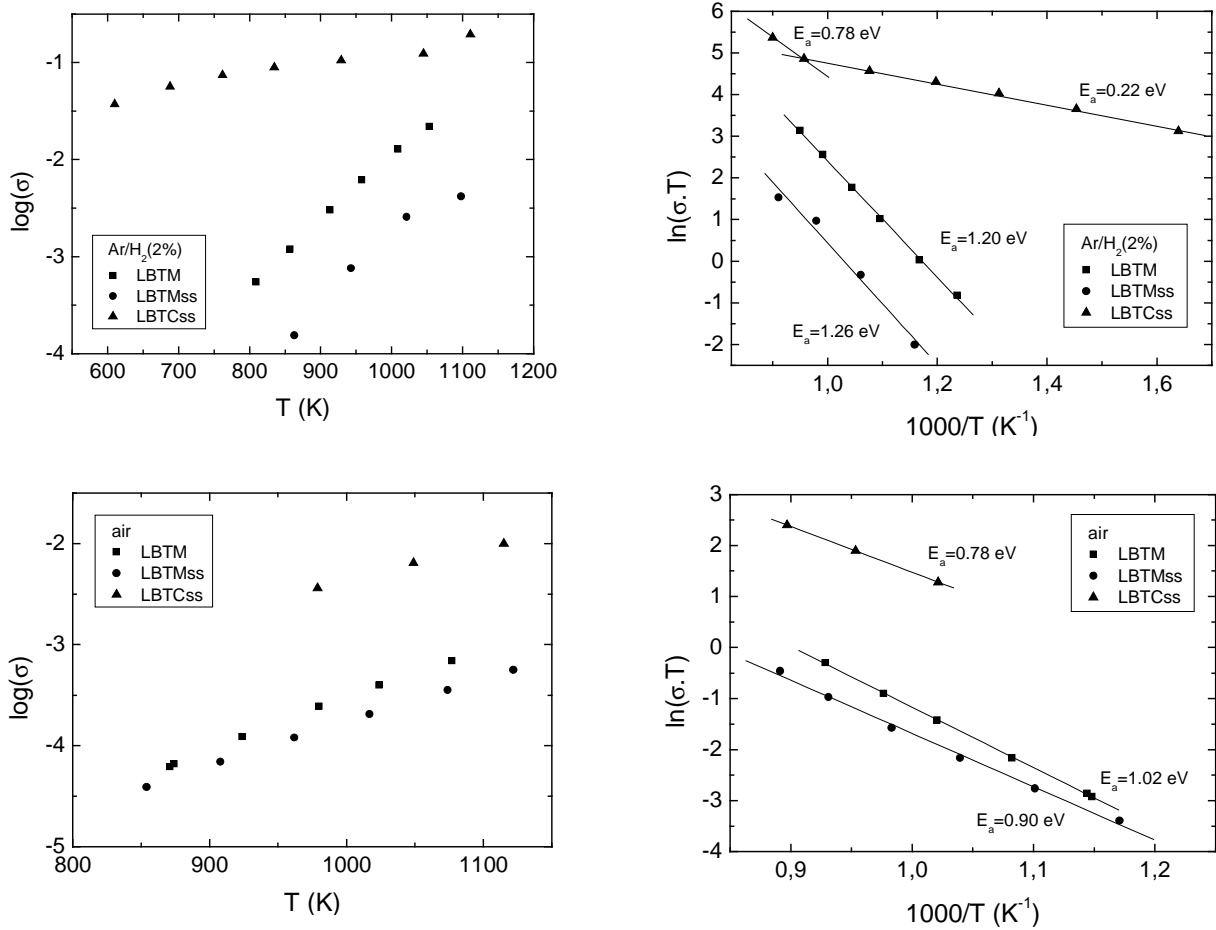 -1
-2
-3
-4
600 700 800 900 1000 1100 1200
log(σ)
T (K)
Ar/H2(2%)
LBTM
LBTMss
LBTCss
6
5
4
3
2
1
0
-1
-2
1,0 1,2 1,4 1,6
ln(σ.T)
1000/T (K-1)
Ea=0.78 eV
Ea=0.22 eV
Ea=1.20 eV
Ea=1.26 eV
Ar/H2(2%)
LBTM
LBTMss
LBTCss
-2
-3
-4
-5
800 900 1000 1100
log(σ)
T (K)
air
LBTM
LBTMss
LBTCss
3
2
1
0
-1
-2
-3
-4
0,9 1,0 1,1 1,2
ln(σ.T)
1000/T (K-1)
Ea=0.78 eV
Ea=1.02 eV
Ea=0.90 eV
air
LBTM
LBTMss
LBTCss